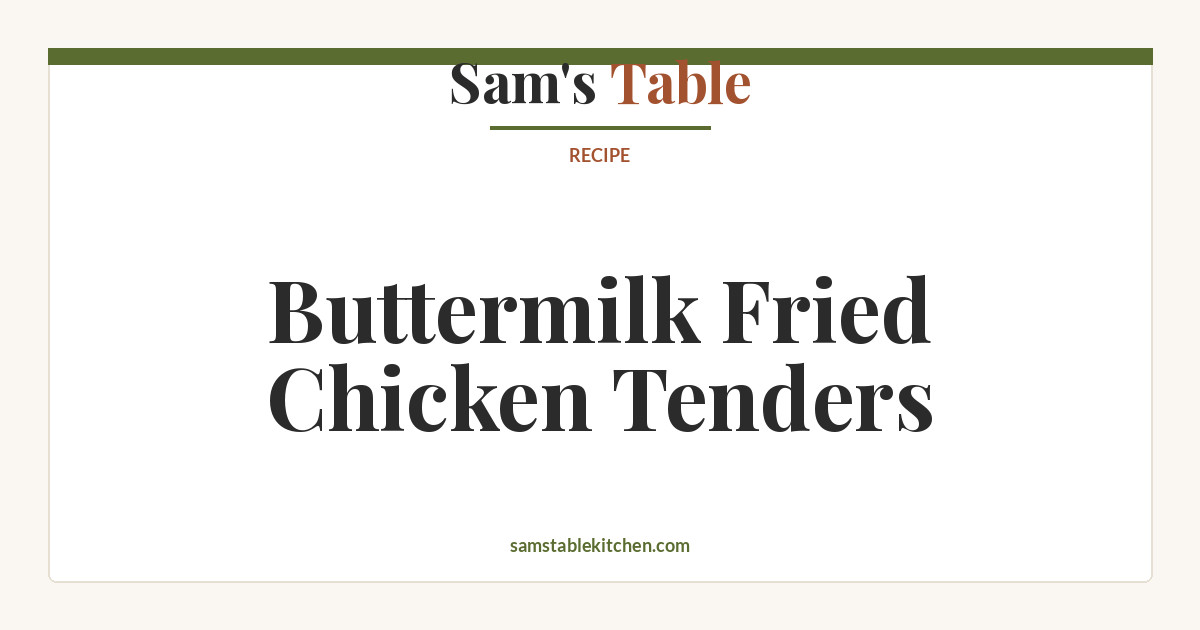 Sam's Table
RECIPE
Buttermilk Fried
Chicken Tenders
samstablekitchen.com